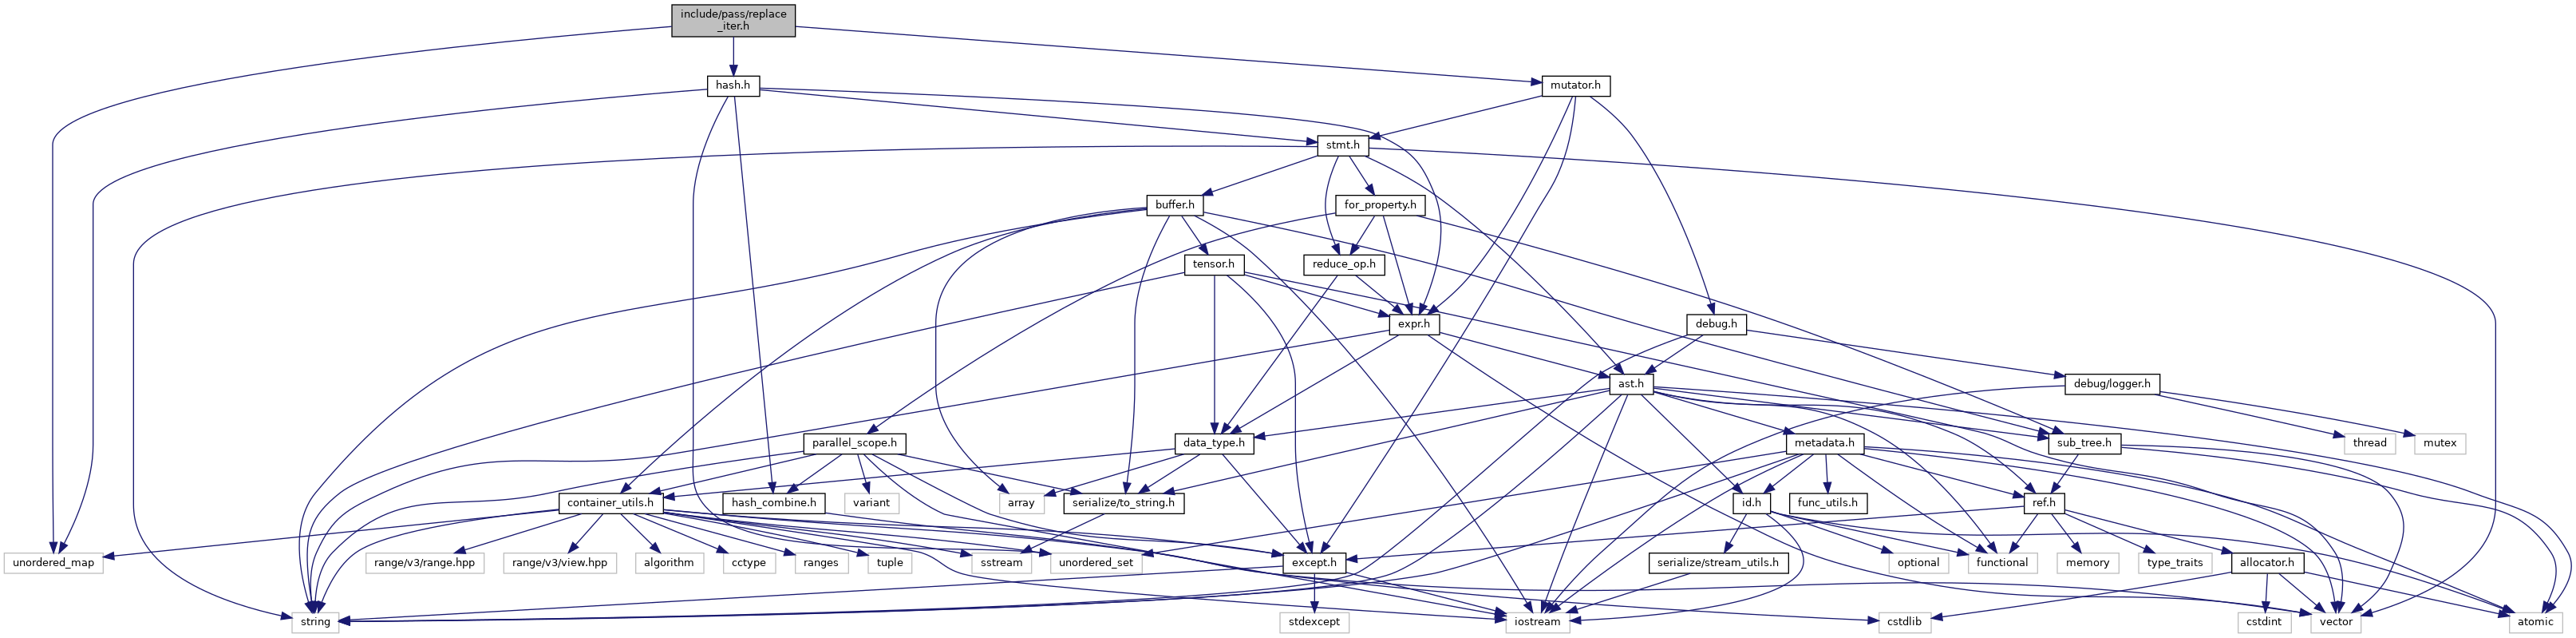 include/pass/replace
_iter.h
hash.h
mutator.h
stmt.h
buffer.h
for_property.h
tensor.h
reduce_op.h
expr.h
debug.h
ast.h
debug/logger.h
parallel_scope.h
data_type.h
metadata.h
sub_tree.h
thread
mutex
container_utils.h
hash_combine.h
variant
array
serialize/to_string.h
id.h
func_utils.h
ref.h
unordered_map
range/v3/range.hpp
range/v3/view.hpp
algorithm
cctype
ranges
tuple
sstream
unordered_set
except.h
serialize/stream_utils.h
optional
functional
memory
type_traits
allocator.h
string
stdexcept
iostream
cstdlib
cstdint
vector
atomic